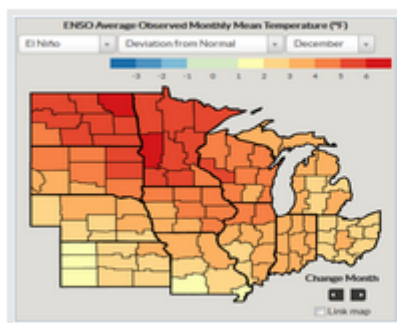 ENSO Average Observed Monthly Mean Temperature (°F)
El Niño Deviation from Normal December
-3 -2 -1 0 1 2 3 4 5 6
Change Month
Link map